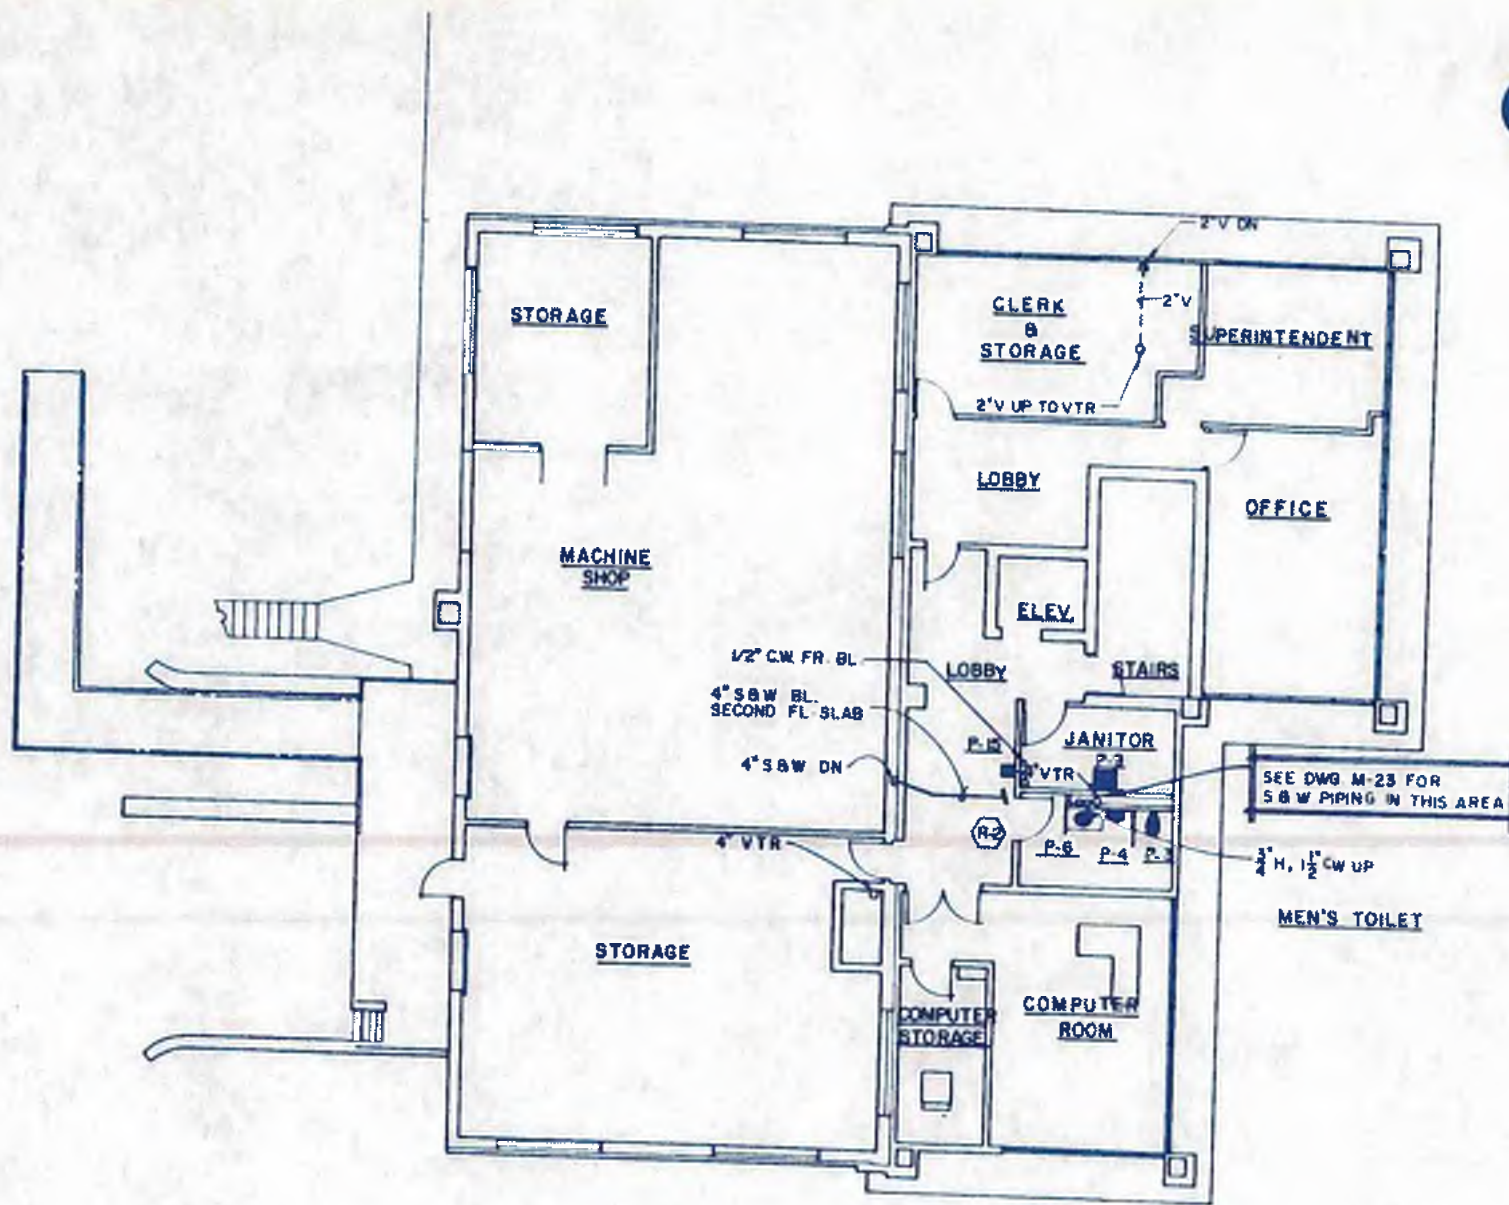 2"V DN
CLERK
&
STORAGE
2"V
SUPERINTENDENT
STORAGE
2"V UP TO VTR
LOBBY
OFFICE
MACHINE
SHOP
ELEV.
1/2" C.W. FR. BL.
LOBBY
STAIRS
4" S&W BL.
SECOND FL. SLAB
P-15
JANITOR
4" S&W DN
VTR
P-2
SEE DWG. M-23 FOR
S&W PIPING IN THIS AREA
R-2
4" VTR
P-6
P-4
P-3
3/4" H, 1 1/2" CW UP
MEN'S TOILET
STORAGE
COMPUTER
STORAGE
COMPUTER
ROOM